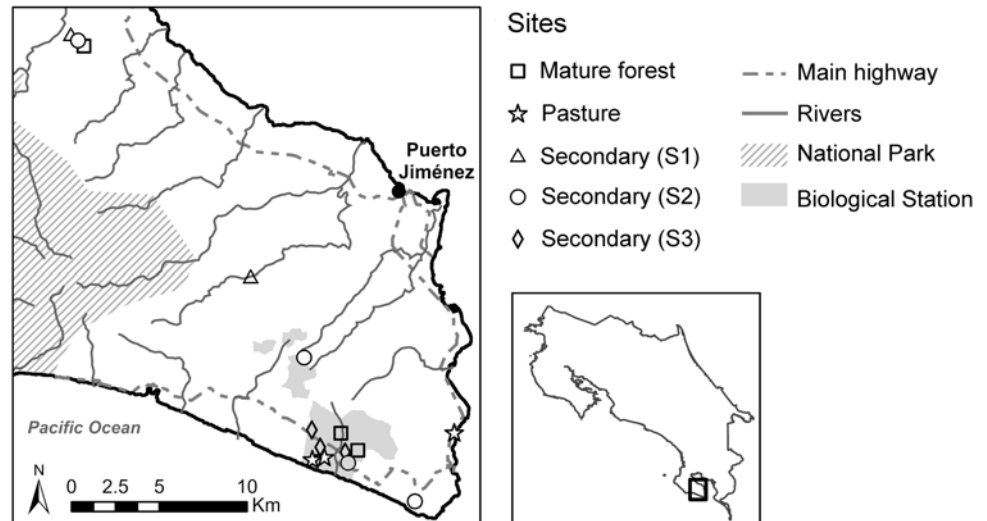 Puerto
Jiménez
Pacific Ocean
N
0 2.5 5 10
Km
Sites
Mature forest
Pasture
Secondary (S1)
Secondary (S2)
Secondary (S3)
Main highway
Rivers
National Park
Biological Station